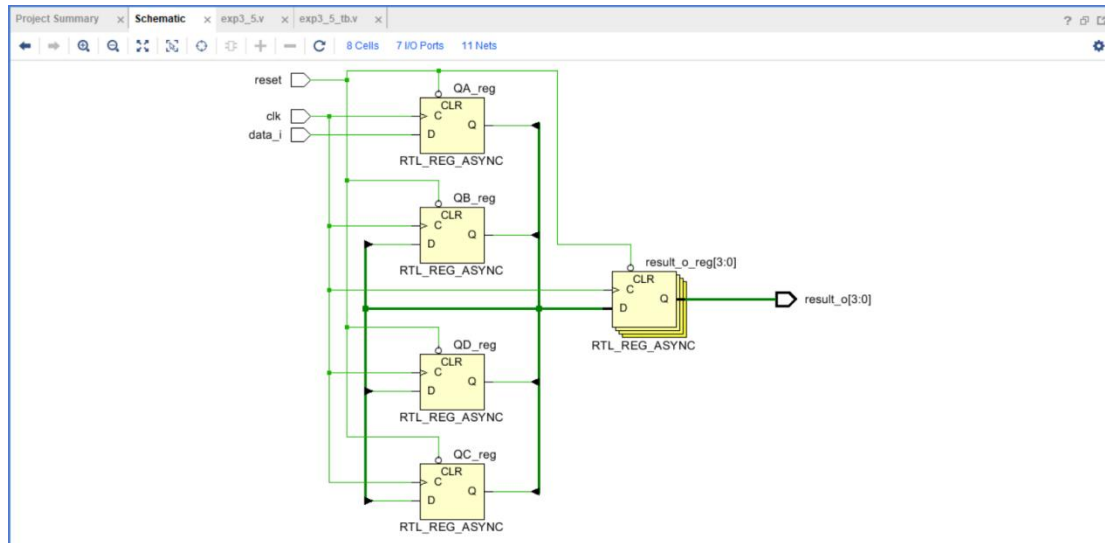 Project Summary × Schematic × exp3_5.v × exp3_5_tb.v ×
8 Cells 7 I/O Ports 11 Nets
reset
clk
data_i
QA_reg
CLR
C
Q
D
RTL_REG_ASYNC
QB_reg
CLR
C
Q
D
RTL_REG_ASYNC
result_o_reg[3:0]
CLR
C
Q
D
RTL_REG_ASYNC
result_o[3:0]
QD_reg
CLR
C
Q
D
RTL_REG_ASYNC
QC_reg
CLR
C
Q
D
RTL_REG_ASYNC